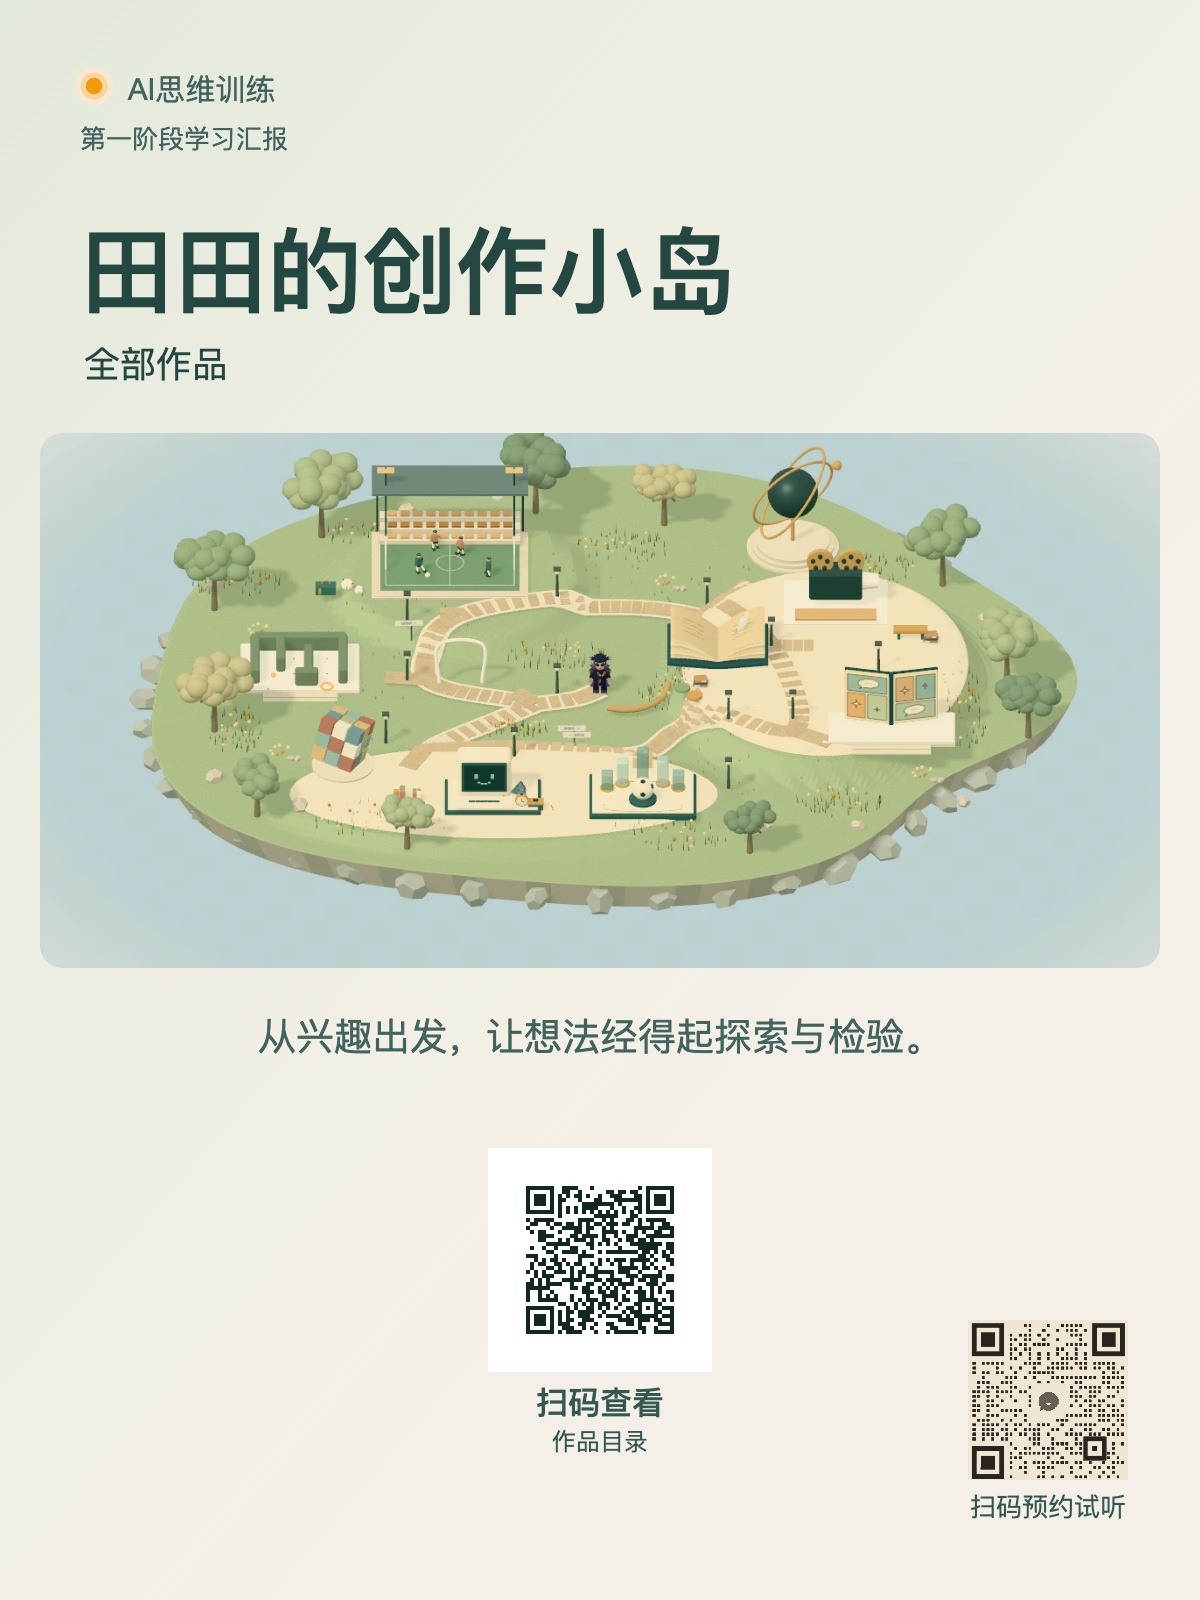 AI思维训练
第一阶段学习汇报
田田的创作小岛
全部作品
从兴趣出发，让想法经得起探索与检验。
扫码查看
作品目录
扫码预约试听